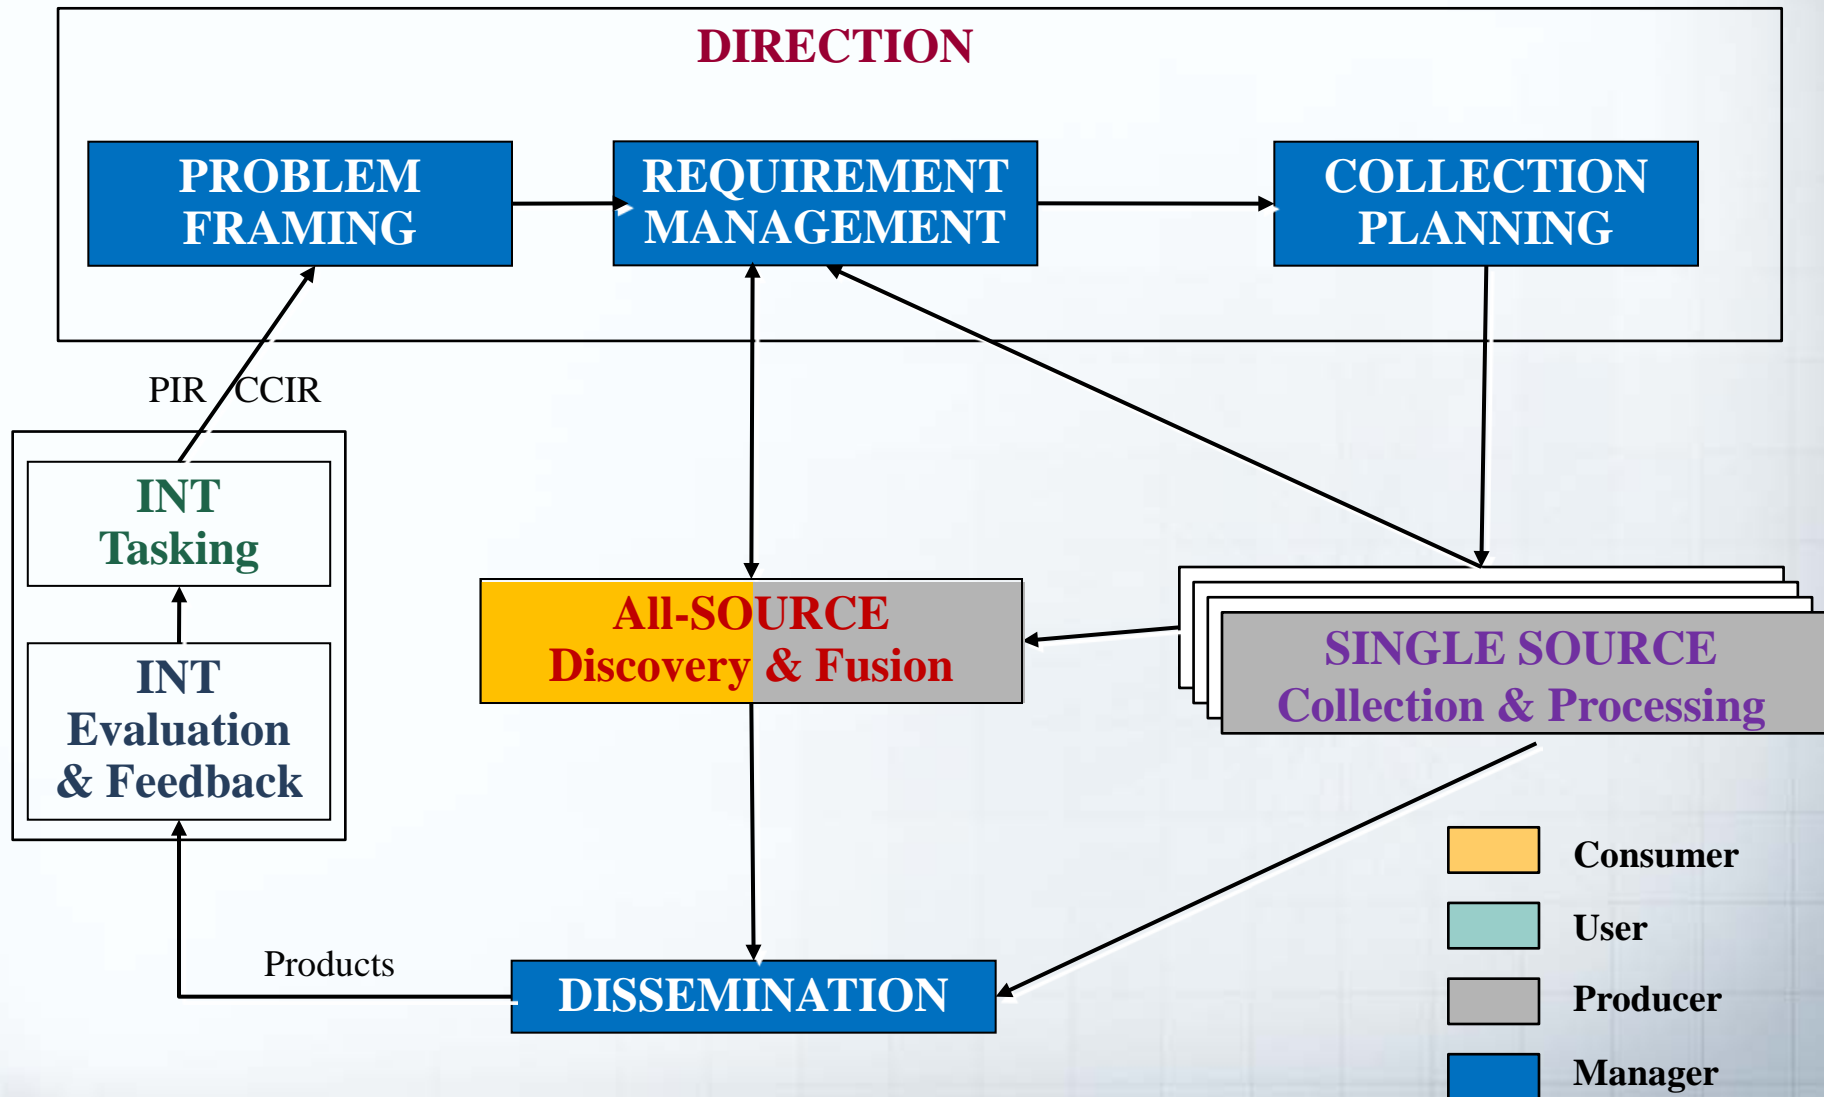 DIRECTION
PROBLEM
FRAMING
REQUIREMENT
MANAGEMENT
COLLECTION
PLANNING
PIR CCIR
INT
Tasking
INT
Evaluation
& Feedback
All-SOURCE
Discovery & Fusion
SINGLE SOURCE
Collection & Processing
Products
DISSEMINATION
Consumer
User
Producer
Manager